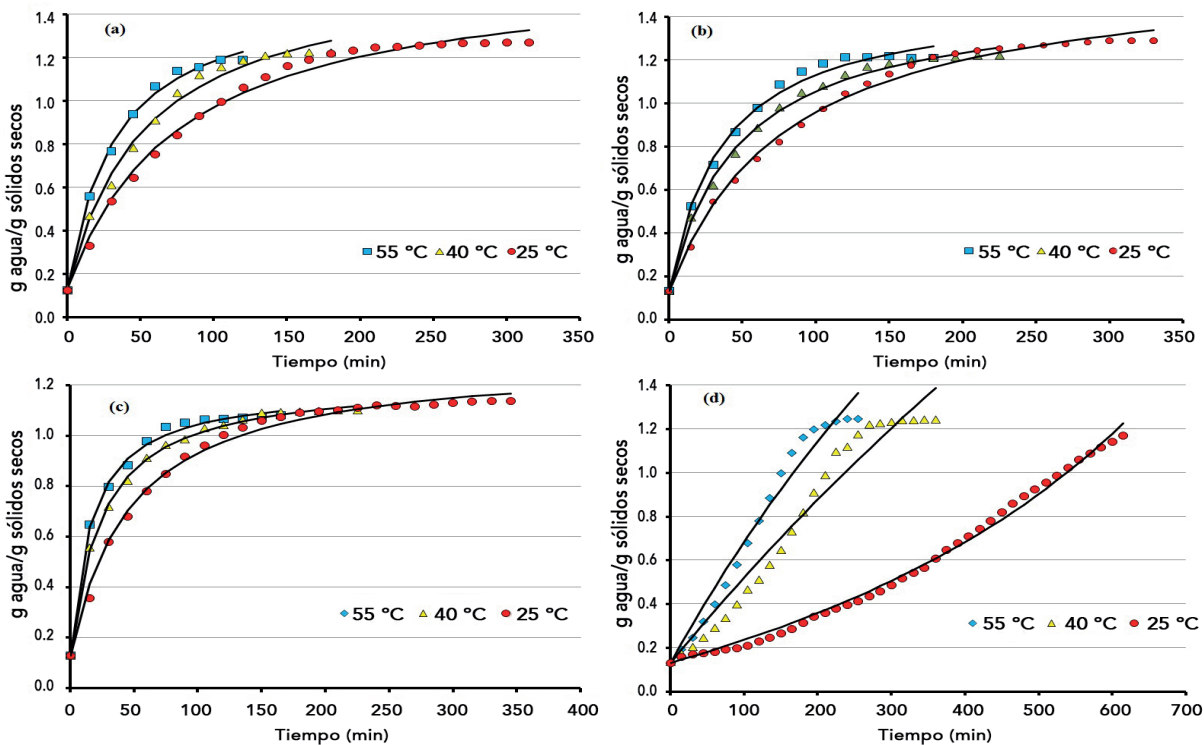 (a)
g agua/g sólidos secos
1.4
1.2
1.0
0.8
0.6
0.4
0.2
0.0
55 °C 40 °C 25 °C
0 50 100 150 200 250 300 350
Tiempo (min)
(b)
g agua/g sólidos secos
1.4
1.2
1.0
0.8
0.6
0.4
0.2
0.0
55 °C 40 °C 25 °C
0 50 100 150 200 250 300 350
Tiempo (min)
(c)
g agua/g sólidos secos
1.2
1.0
0.8
0.6
0.4
0.2
0.0
55 °C 40 °C 25 °C
0 50 100 150 200 250 300 350 400
Tiempo (min)
(d)
g agua/g sólidos secos
1.4
1.2
1.0
0.8
0.6
0.4
0.2
0.0
55 °C 40 °C 25 °C
0 100 200 300 400 500 600 700
Tiempo (min)